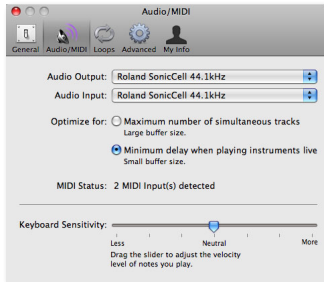 Audio/MIDI
General Audio/MIDI Loops Advanced My Info
Audio Output: Roland SonicCell 44.1kHz
Audio Input: Roland SonicCell 44.1kHz
Optimize for: Maximum number of simultaneous tracks
Large buffer size.
Minimum delay when playing instruments live
Small buffer size.
MIDI Status: 2 MIDI Input(s) detected
Keyboard Sensitivity:
Less Neutral More
Drag the slider to adjust the velocity
level of notes you play.